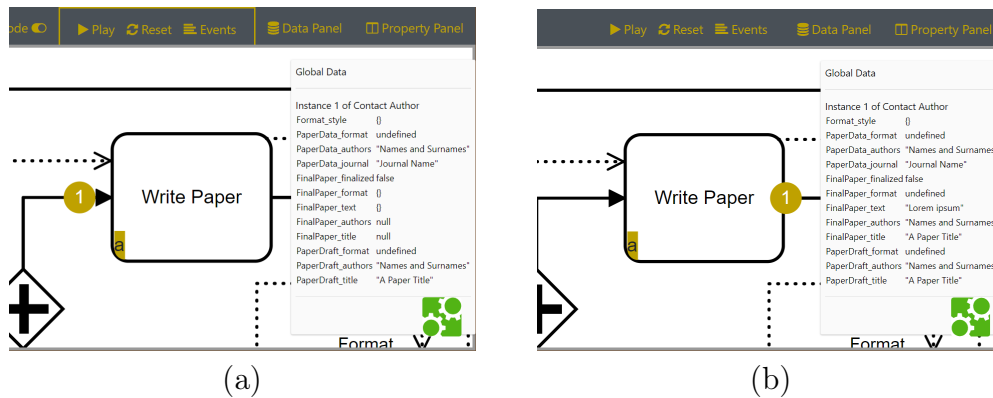 ode Play Reset Events Data Panel Property Panel
Global Data
Instance 1 of Contact Author
Format_style {}
PaperData_format undefined
PaperData_authors "Names and Surnames"
PaperData_journal "Journal Name"
FinalPaper_finalized false
FinalPaper_format {}
FinalPaper_text {}
FinalPaper_authors null
FinalPaper_title null
PaperDraft_format undefined
PaperDraft_authors "Names and Surnames"
PaperDraft_title "A Paper Title"
1
Write Paper
a
Format
(a)
Play Reset Events Data Panel Property Panel
Global Data
Instance 1 of Contact Author
Format_style {}
PaperData_format undefined
PaperData_authors "Names and Surnames
PaperData_journal "Journal Name"
FinalPaper_finalized false
FinalPaper_format undefined
FinalPaper_text "Lorem ipsum"
FinalPaper_authors "Names and Surnames
FinalPaper_title "A Paper Title"
PaperDraft_format undefined
PaperDraft_authors "Names and Surnames
PaperDraft_title "A Paper Title"
Write Paper
1
a
Format
(b)